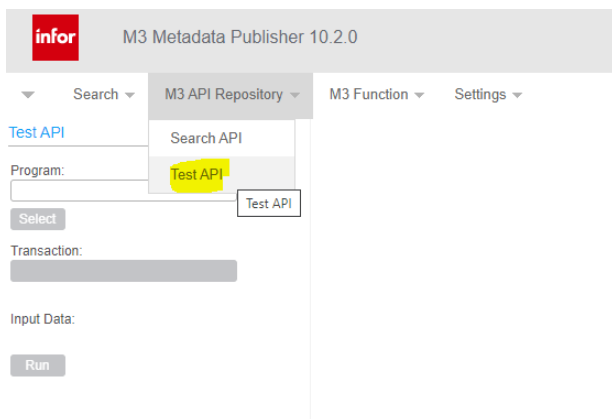 infor M3 Metadata Publisher 10.2.0
Search M3 API Repository M3 Function Settings
Test API
Search API
Program:
Test API
Test API
Select
Transaction:
Input Data:
Run